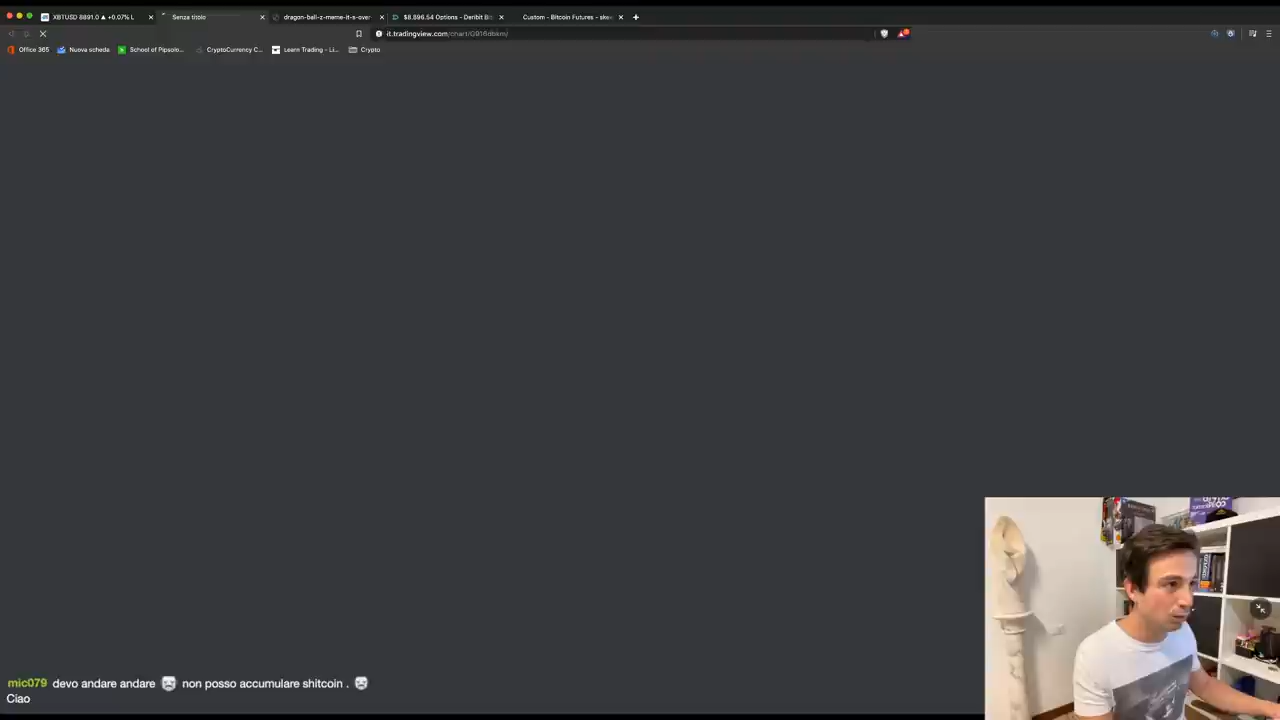 XBTUSD 8891.0 ▲ +0.07% L
Senza titolo
dragon-ball-z-meme-it-s-over-
$8,896.54 Options - Deribit Bit
Custom - Bitcoin Futures - skew
it.tradingview.com/chart/G916dbkm/
Office 365
Nuova scheda
School of Pipsolo...
CryptoCurrency C...
Learn Trading - Li...
Crypto
mic079 devo andare andare non posso accumulare shitcoin .
Ciao